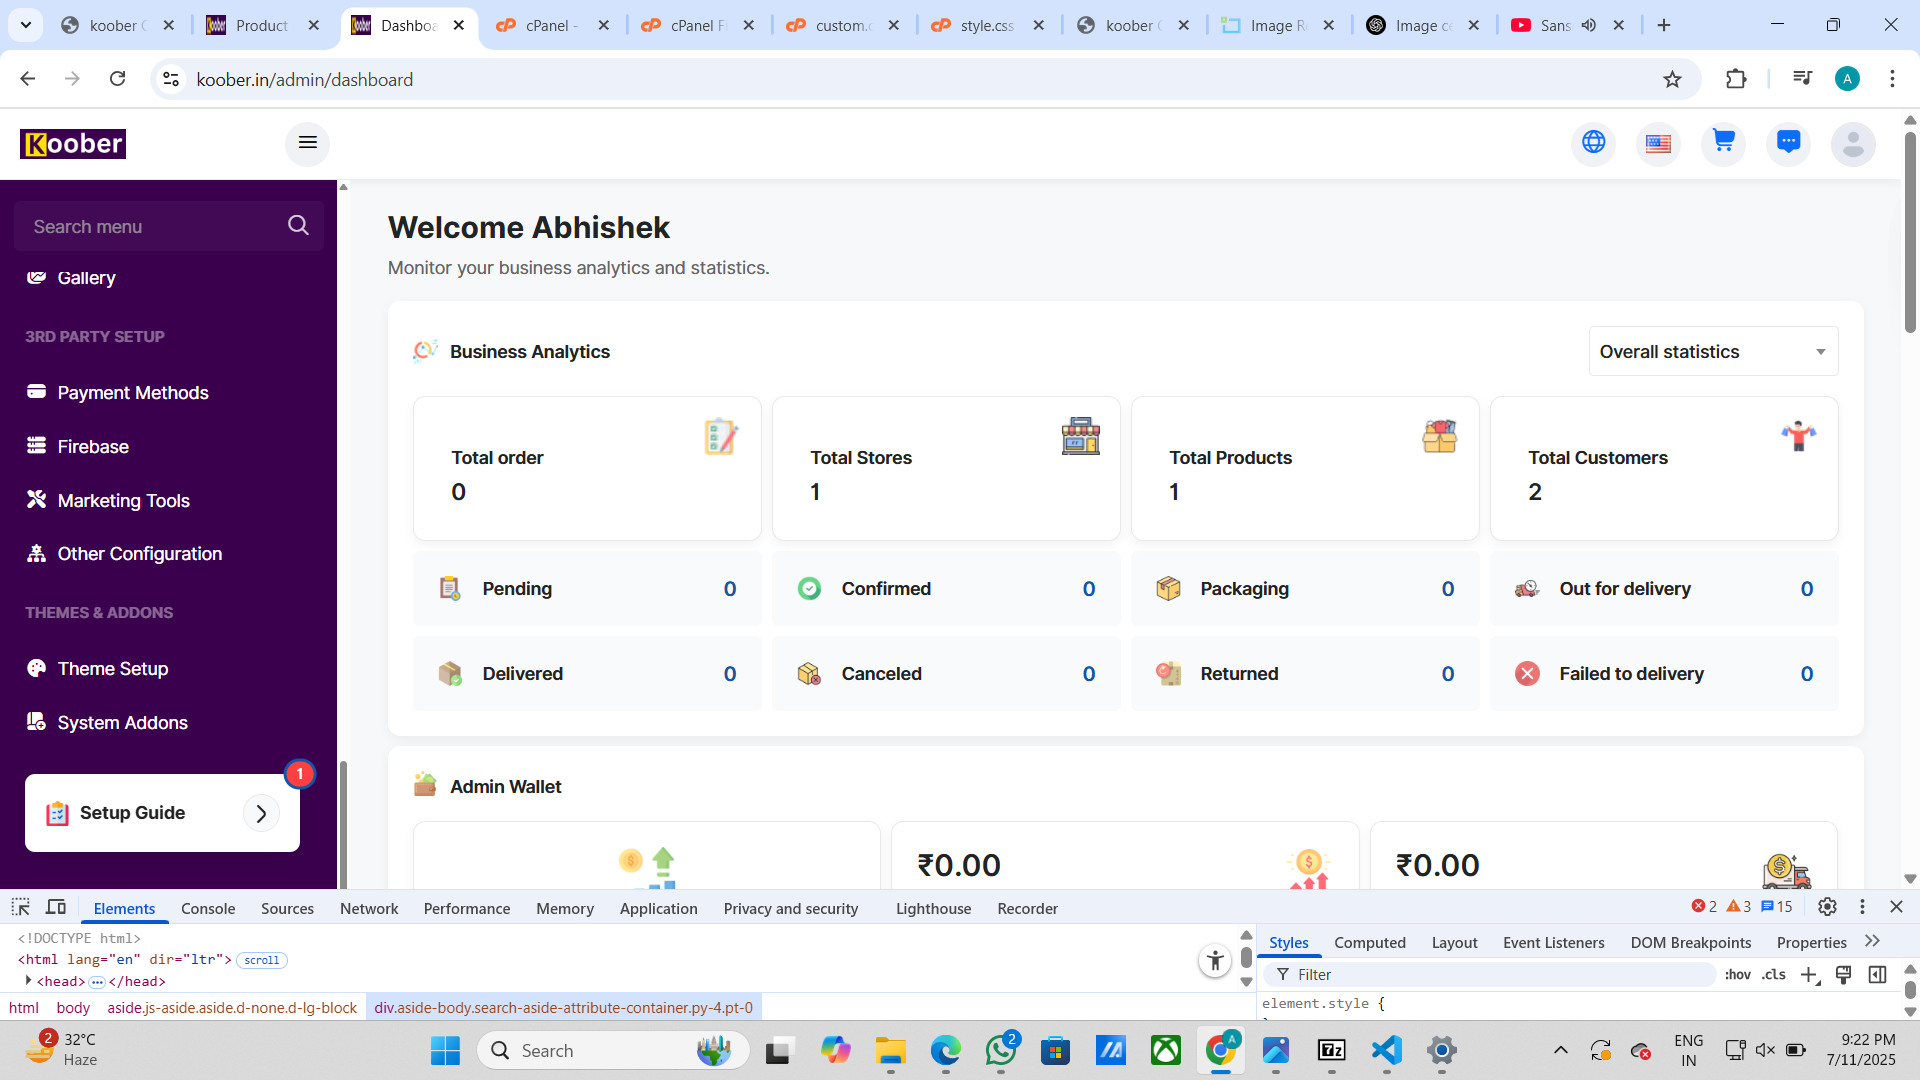 koober
Product
Dashboa
cPanel -
cPanel F
custom.c
style.css
koober
Image R
Image c
Sans
koober.in/admin/dashboard
Koober
Search menu
Gallery
3RD PARTY SETUP
Payment Methods
Firebase
Marketing Tools
Other Configuration
THEMES & ADDONS
Theme Setup
System Addons
1
Setup Guide
Welcome Abhishek
Monitor your business analytics and statistics.
Business Analytics
Overall statistics
Total order
0
Total Stores
1
Total Products
1
Total Customers
2
Pending 0
Confirmed 0
Packaging 0
Out for delivery 0
Delivered 0
Canceled 0
Returned 0
Failed to delivery 0
Admin Wallet
₹0.00
₹0.00
Elements Console Sources Network Performance Memory Application Privacy and security Lighthouse Recorder
2 3 15
<!DOCTYPE html>
<html lang="en" dir="ltr"> scroll
<head> ... </head>
html body aside.js-aside.aside.d-none.d-lg-block div.aside-body.search-aside-attribute-container.py-4.pt-0
Styles Computed Layout Event Listeners DOM Breakpoints Properties
Filter
:hov .cls
element.style {
2
32°C
Haze
Search
2
A
ENG
IN
9:22 PM
7/11/2025